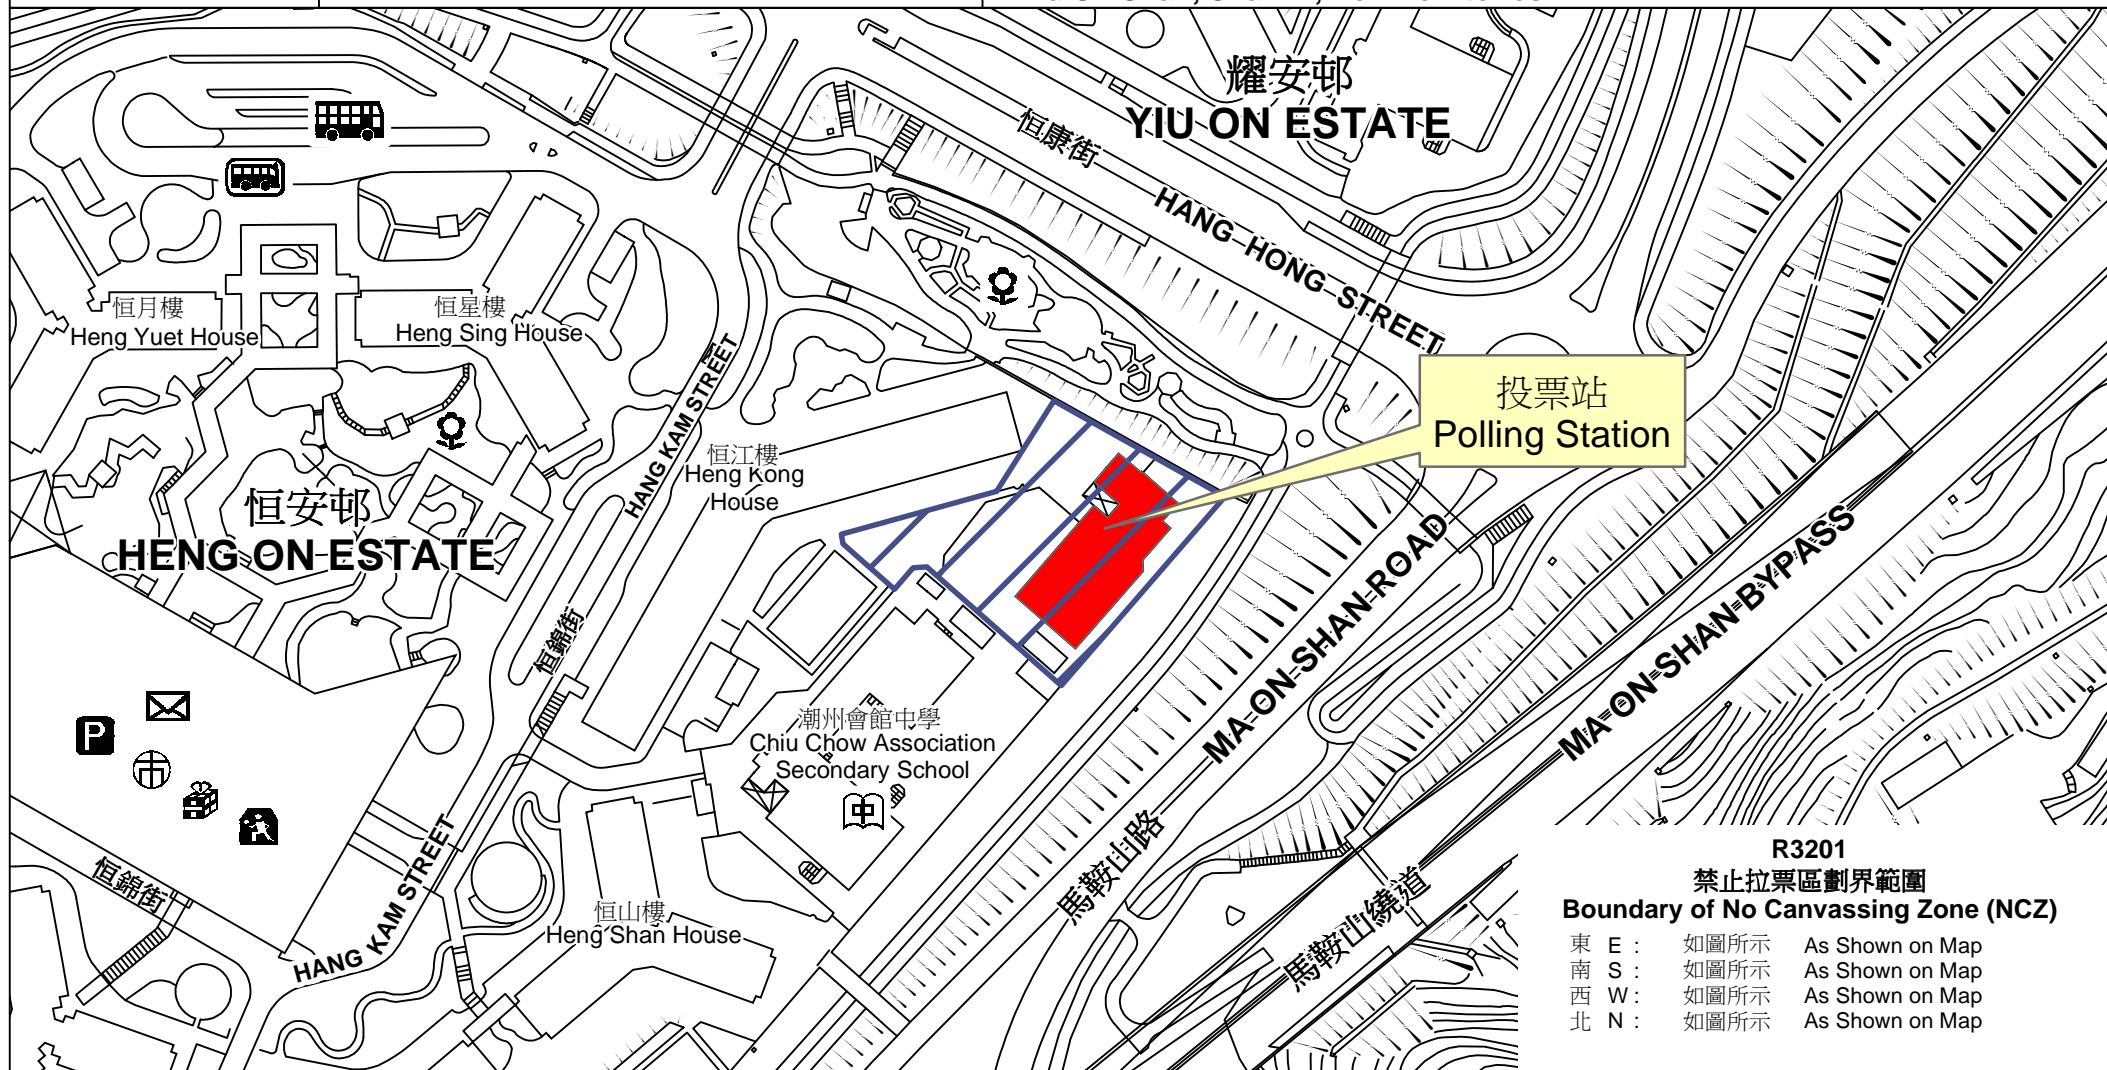 耀安邨
YIU ON ESTATE
恒康街
HANG HONG STREET
恒月樓
Heng Yuet House
恒星樓
Heng Sing House
HANG KAM STREET
投票站
Polling Station
恒江樓
Heng Kong
House
恒安邨
HENG ON ESTATE
恒錦街
MA ON SHAN ROAD
MA ON SHAN BYPASS
P
潮州會館中學
Chiu Chow Association
Secondary School
中
馬鞍山路
恒錦街
HANG KAM STREET
恒山樓
Heng Shan House
馬鞍山繞道
R3201
禁止拉票區劃界範圍
Boundary of No Canvassing Zone (NCZ)
東 E : 如圖所示 As Shown on Map
南 S : 如圖所示 As Shown on Map
西 W : 如圖所示 As Shown on Map
北 N : 如圖所示 As Shown on Map